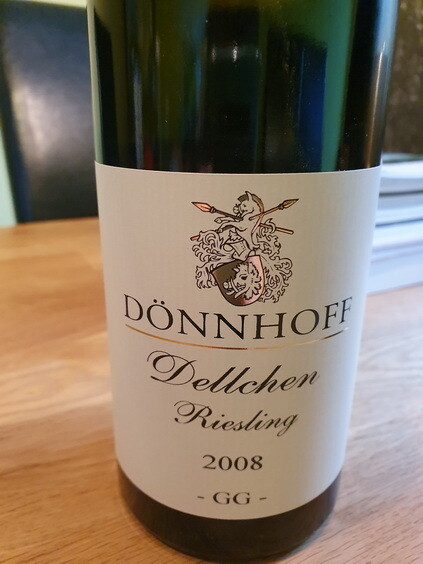 DÖNNHOFF
Dellchen
Riesling
2008
- GG -